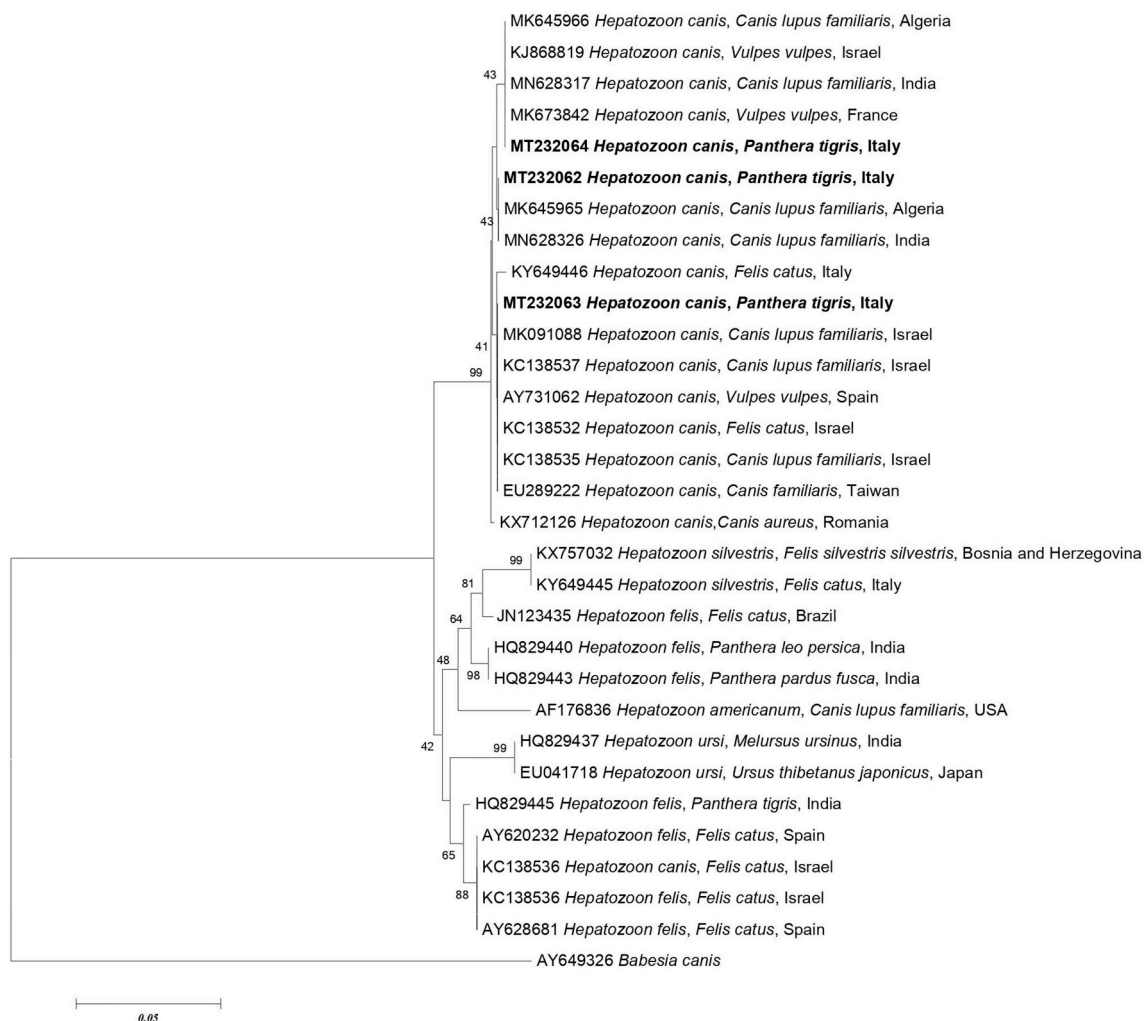 MK645966 Hepatozoon canis, Canis lupus familiaris, Algeria
KJ868819 Hepatozoon canis, Vulpes vulpes, Israel
43
MN628317 Hepatozoon canis, Canis lupus familiaris, India
MK673842 Hepatozoon canis, Vulpes vulpes, France
MT232064 Hepatozoon canis, Panthera tigris, Italy
MT232062 Hepatozoon canis, Panthera tigris, Italy
MK645965 Hepatozoon canis, Canis lupus familiaris, Algeria
43
MN628326 Hepatozoon canis, Canis lupus familiaris, India
KY649446 Hepatozoon canis, Felis catus, Italy
MT232063 Hepatozoon canis, Panthera tigris, Italy
MK091088 Hepatozoon canis, Canis lupus familiaris, Israel
41
KC138537 Hepatozoon canis, Canis lupus familiaris, Israel
99
AY731062 Hepatozoon canis, Vulpes vulpes, Spain
KC138532 Hepatozoon canis, Felis catus, Israel
KC138535 Hepatozoon canis, Canis lupus familiaris, Israel
EU289222 Hepatozoon canis, Canis familiaris, Taiwan
KX712126 Hepatozoon canis,Canis aureus, Romania
KX757032 Hepatozoon silvestris, Felis silvestris silvestris, Bosnia and Herzegovina
99
KY649445 Hepatozoon silvestris, Felis catus, Italy
81
JN123435 Hepatozoon felis, Felis catus, Brazil
64
HQ829440 Hepatozoon felis, Panthera leo persica, India
48
98
HQ829443 Hepatozoon felis, Panthera pardus fusca, India
AF176836 Hepatozoon americanum, Canis lupus familiaris, USA
HQ829437 Hepatozoon ursi, Melursus ursinus, India
42
99
EU041718 Hepatozoon ursi, Ursus thibetanus japonicus, Japan
HQ829445 Hepatozoon felis, Panthera tigris, India
AY620232 Hepatozoon felis, Felis catus, Spain
65
KC138536 Hepatozoon canis, Felis catus, Israel
88
KC138536 Hepatozoon felis, Felis catus, Israel
AY628681 Hepatozoon felis, Felis catus, Spain
AY649326 Babesia canis
0.05